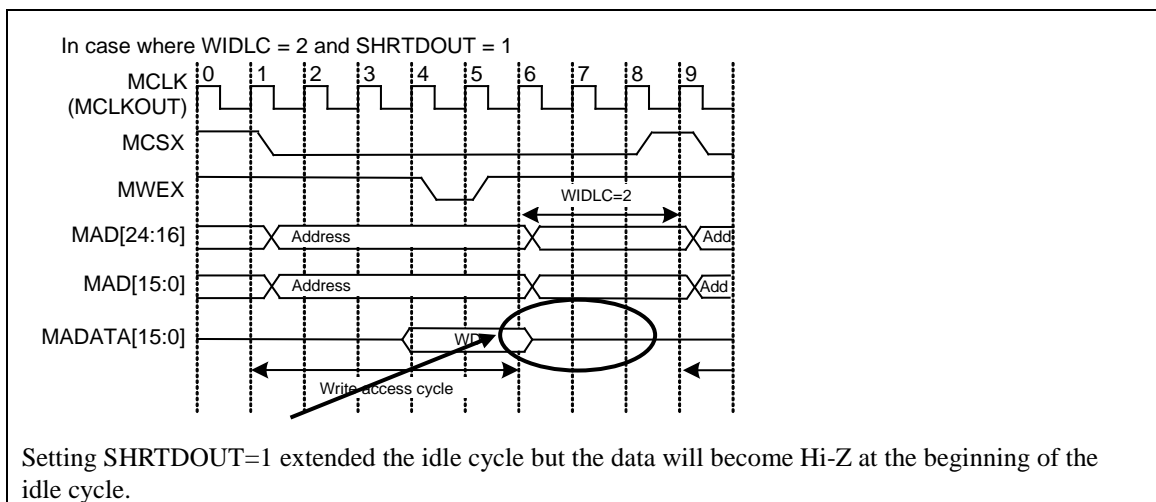 In case where WIDLC = 2 and SHRTDOUT = 1
0 1 2 3 4 5 6 7 8 9
MCLK
(MCLKOUT)
MCSX
MWEX
WIDLC=2
MAD[24:16]
Address
Add
MAD[15:0]
Address
Add
MADATA[15:0]
Write access cycle
Setting SHRTDOUT=1 extended the idle cycle but the data will become Hi-Z at the beginning of the
idle cycle.